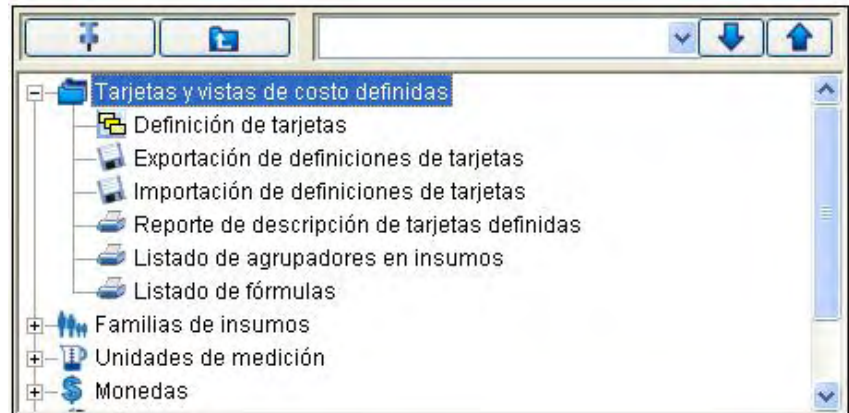 Tarjetas y vistas de costo definidas
Definición de tarjetas
Exportación de definiciones de tarjetas
Importación de definiciones de tarjetas
Reporte de descripción de tarjetas definidas
Listado de agrupadores en insumos
Listado de fórmulas
Familias de insumos
Unidades de medición
Monedas